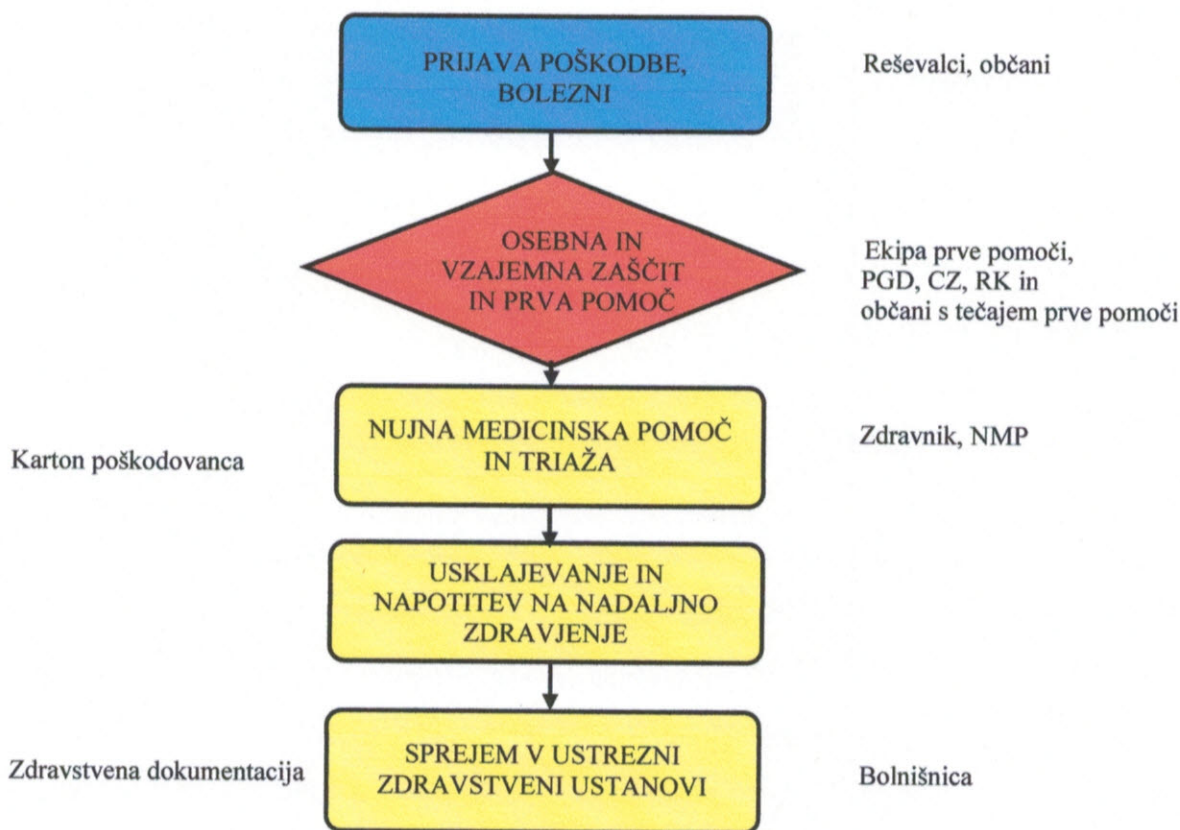 PRIJAVA POŠKODBE,
BOLEZNI
Reševalci, občani
OSEBNA IN
VZAJEMNA ZAŠČIT
IN PRVA POMOČ
Ekipa prve pomoči,
PGD, CZ, RK in
občani s tečajem prve pomoči
NUJNA MEDICINSKA POMOČ
IN TRIAŽA
Zdravnik, NMP
Karton poškodovanca
USKLAJEVANJE IN
NAPOTITEV NA NADALJNO
ZDRAVJENJE
SPREJEM V USTREZNI
ZDRAVSTVENI USTANOVI
Zdravstvena dokumentacija
Bolnišnica